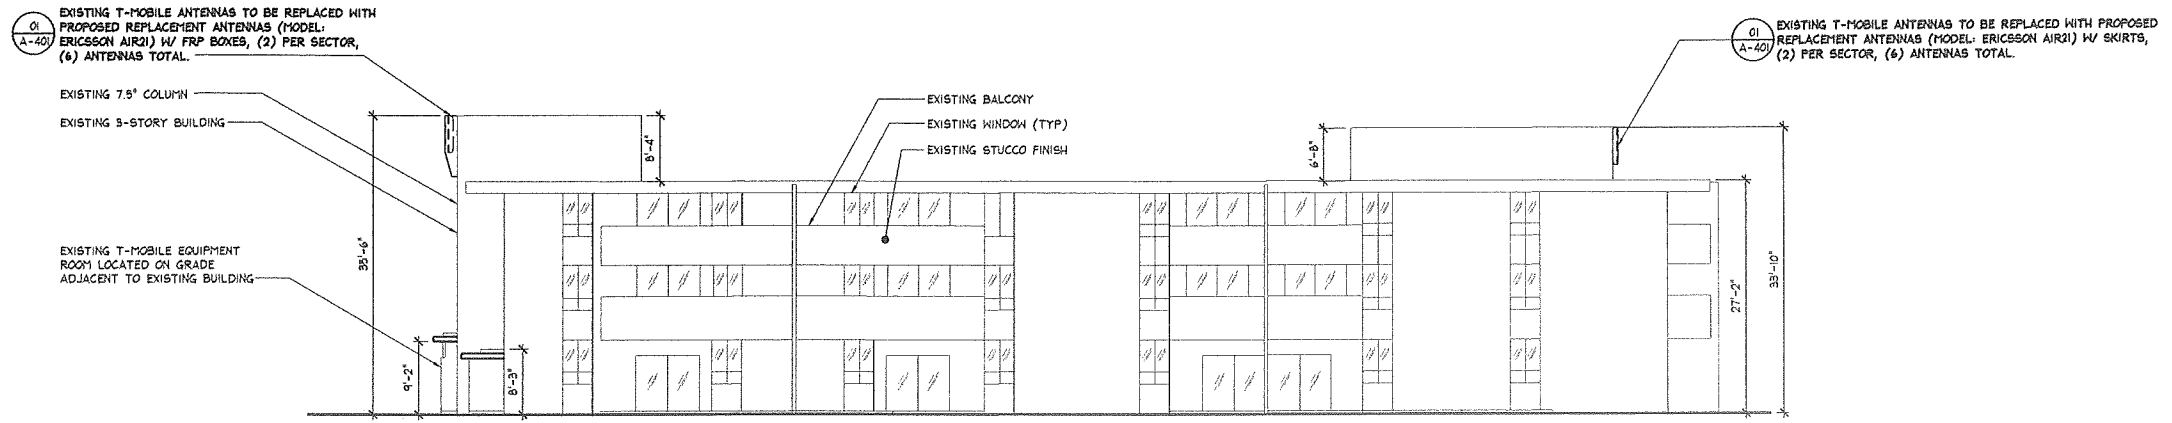 EXISTING T-MOBILE ANTENNAS TO BE REPLACED WITH
PROPOSED REPLACEMENT ANTENNAS (MODEL:
ERICSSON AIR21) W/ FRP BOXES, (2) PER SECTOR,
(6) ANTENNAS TOTAL.
01
A-401
EXISTING 7.5" COLUMN
EXISTING 3-STORY BUILDING
EXISTING T-MOBILE EQUIPMENT
ROOM LOCATED ON GRADE
ADJACENT TO EXISTING BUILDING
EXISTING BALCONY
EXISTING WINDOW (TYP)
EXISTING STUCCO FINISH
01
A-401
EXISTING T-MOBILE ANTENNAS TO BE REPLACED WITH PROPOSED
REPLACEMENT ANTENNAS (MODEL: ERICSSON AIR21) W/ SKIRTS,
(2) PER SECTOR, (6) ANTENNAS TOTAL.
35'-6"
8'-4"
9'-2"
8'-3"
6'-8"
27'-2"
33'-10"